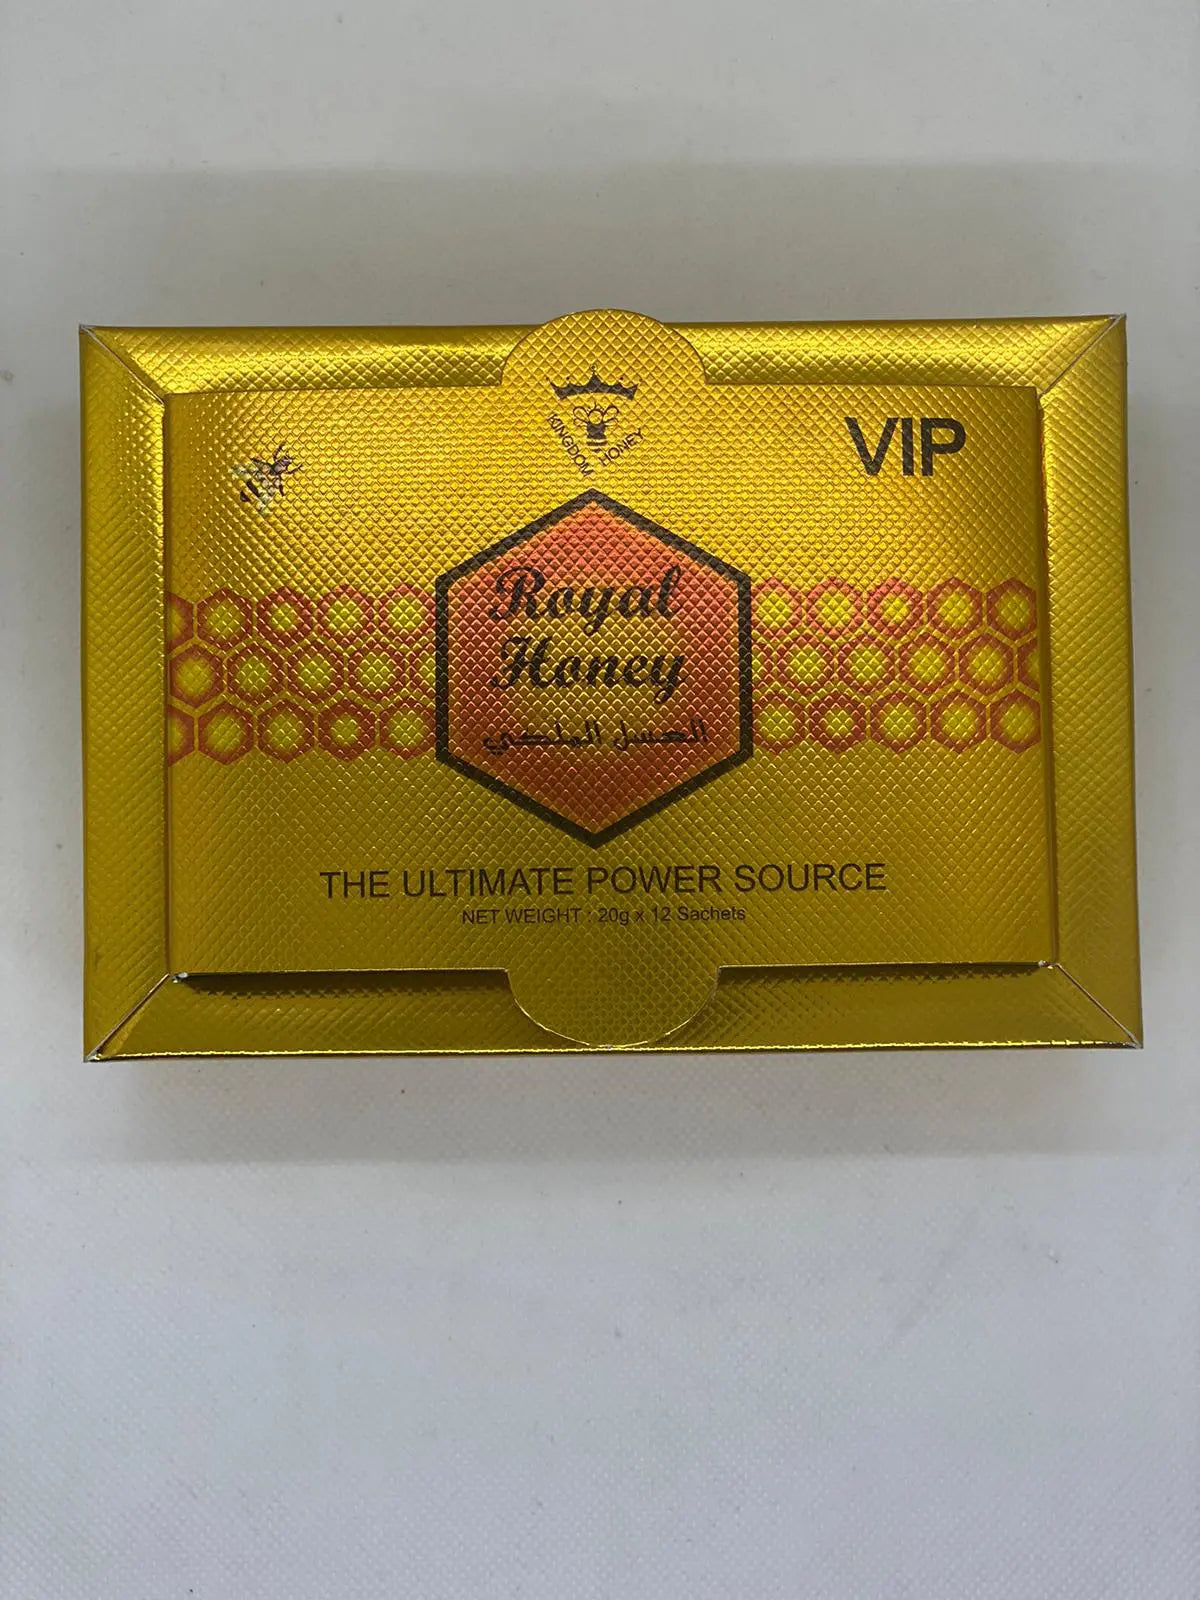 KINGDOM HONEY
VIP
Royal
Honey
العسل الملكي
THE ULTIMATE POWER SOURCE
NET WEIGHT : 20g x 12 Sachets